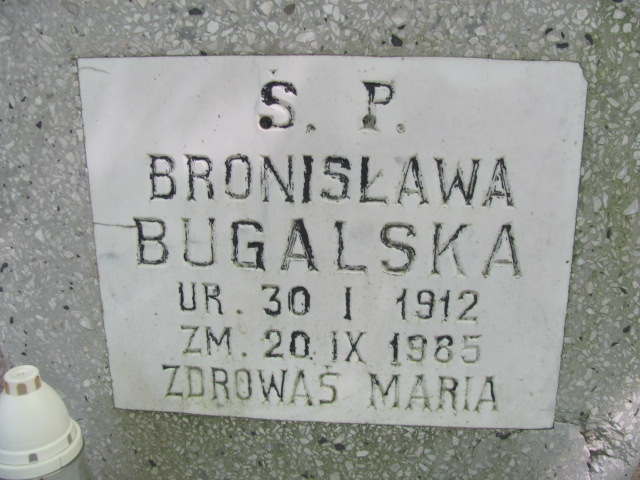 Ś. P.
BRONISŁAWA
BUGALSKA
UR. 30 I 1912
ZM. 20 IX 1985
ZDROWAŚ MARIA